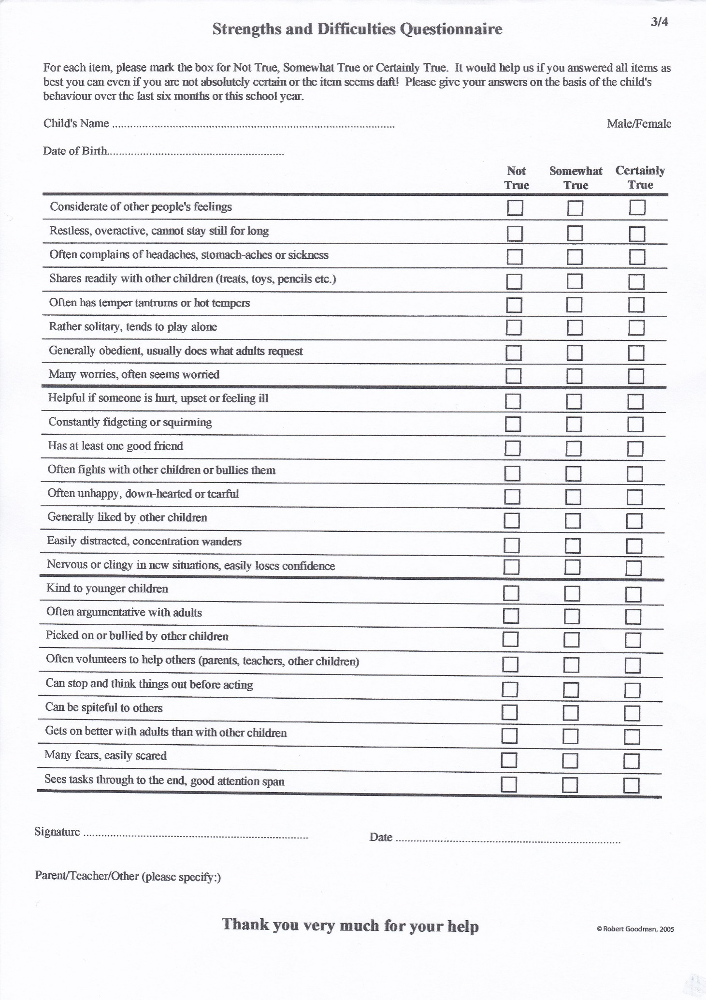 3/4
Strengths and Difficulties Questionnaire
For each item, please mark the box for Not True, Somewhat True or Certainly True. It would help us if you answered all items as
best you can even if you are not absolutely certain or the item seems daft! Please give your answers on the basis of the child's
behaviour over the last six months or this school year.
Child's Name ............................................................................................... Male/Female
Date of Birth............................................................
Not Somewhat Certainly
True True True
Considerate of other people's feelings
Restless, overactive, cannot stay still for long
Often complains of headaches, stomach-aches or sickness
Shares readily with other children (treats, toys, pencils etc.)
Often has temper tantrums or hot tempers
Rather solitary, tends to play alone
Generally obedient, usually does what adults request
Many worries, often seems worried
Helpful if someone is hurt, upset or feeling ill
Constantly fidgeting or squirming
Has at least one good friend
Often fights with other children or bullies them
Often unhappy, down-hearted or tearful
Generally liked by other children
Easily distracted, concentration wanders
Nervous or clingy in new situations, easily loses confidence
Kind to younger children
Often argumentative with adults
Picked on or bullied by other children
Often volunteers to help others (parents, teachers, other children)
Can stop and think things out before acting
Can be spiteful to others
Gets on better with adults than with other children
Many fears, easily scared
Sees tasks through to the end, good attention span
Signature ............................................................................ Date ............................................................................
Parent/Teacher/Other (please specify:)
Thank you very much for your help
© Robert Goodman, 2005